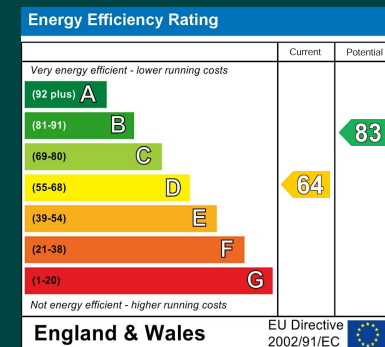 Energy Efficiency Rating
Current Potential
Very energy efficient - lower running costs
(92 plus) A
(81-91) B
83
(69-80) C
(55-68) D
64
(39-54) E
(21-38) F
(1-20) G
Not energy efficient - higher running costs
England & Wales
EU Directive
2002/91/EC